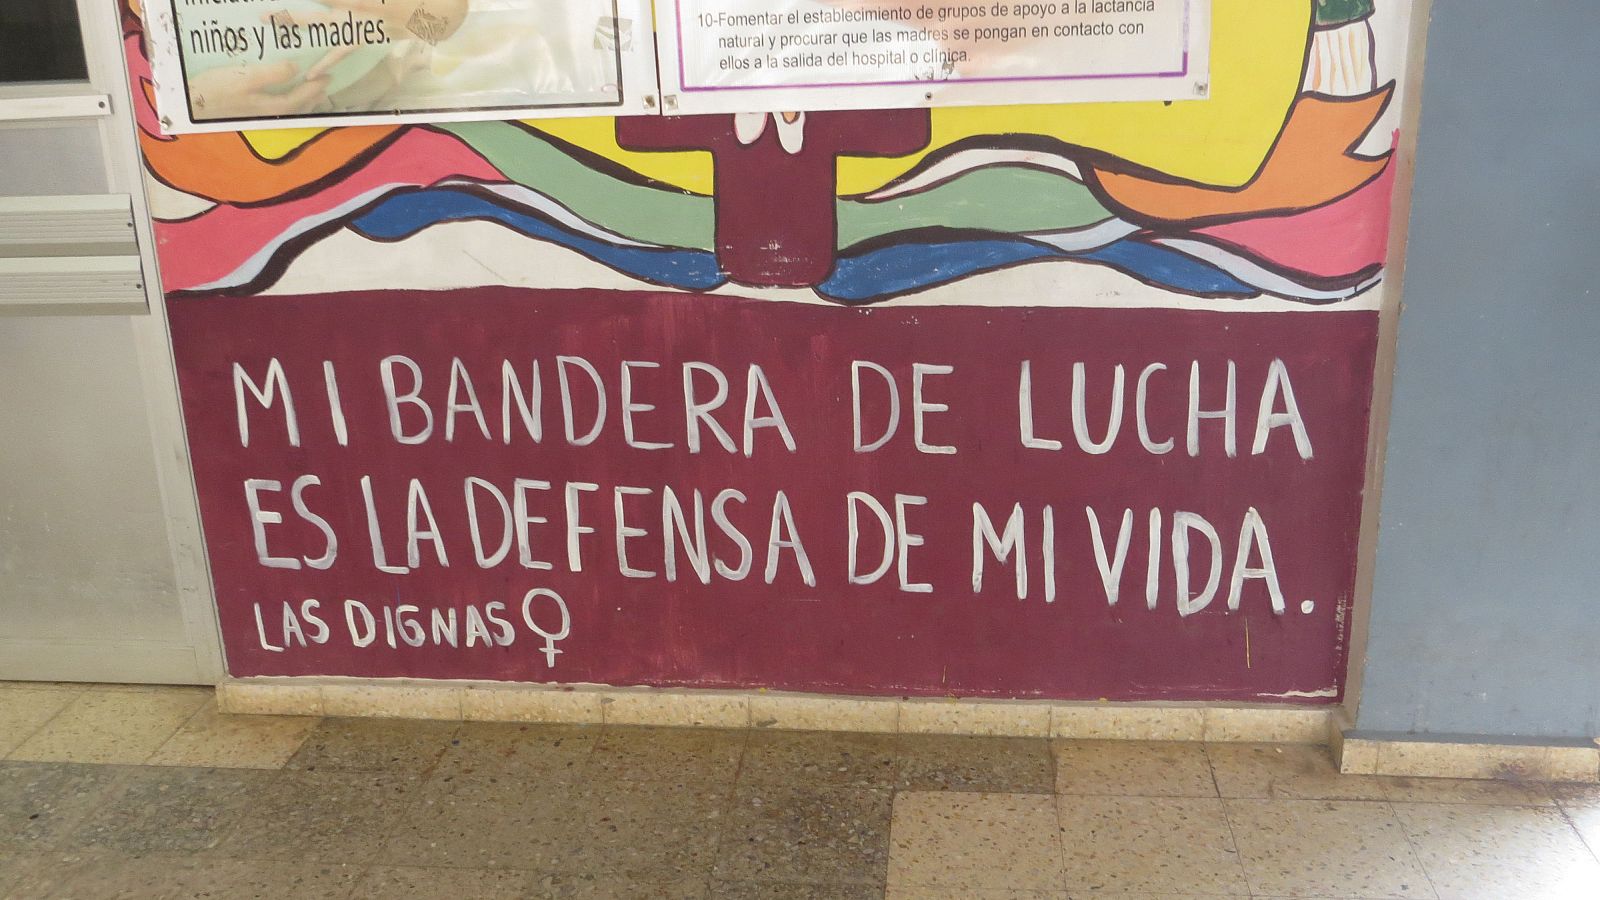 niños y las madres.
10-Fomentar el establecimiento de grupos de apoyo a la lactancia
natural y procurar que las madres se pongan en contacto con
ellos a la salida del hospital o clínica.
MI BANDERA DE LUCHA
ES LA DEFENSA DE MI VIDA.
LAS DIGNAS♀